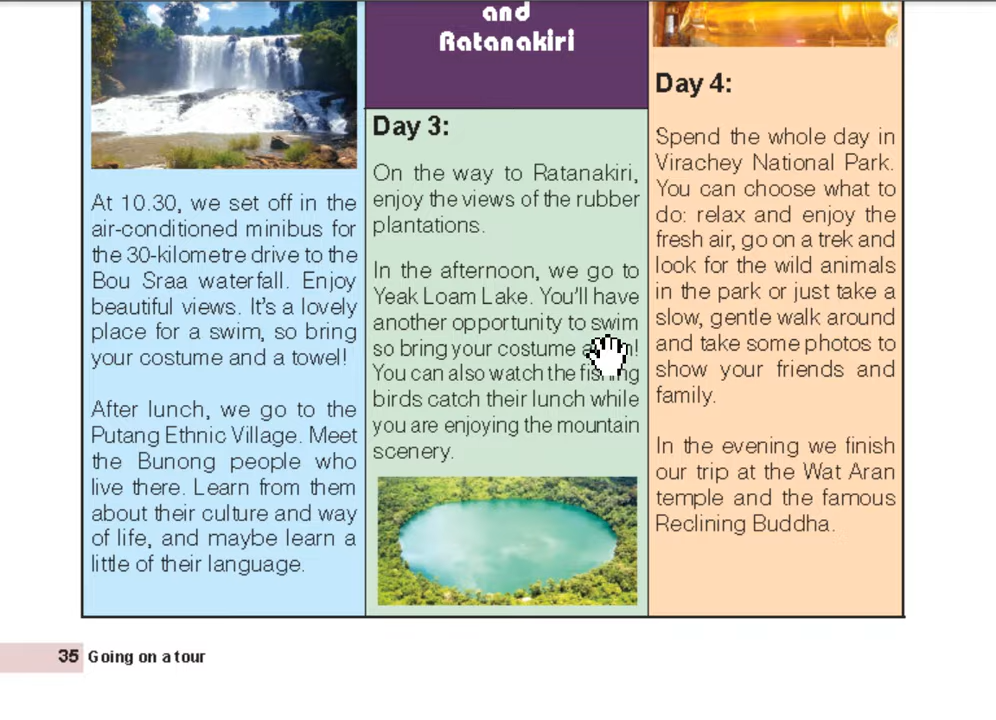 At 10.30, we set off in the
air-conditioned minibus for
the 30-kilometre drive to the
Bou Sraa waterfall. Enjoy
beautiful views. It's a lovely
place for a swim, so bring
your costume and a towel!
After lunch, we go to the
Putang Ethnic Village. Meet
the Bunong people who
live there. Learn from them
about their culture and way
of life, and maybe learn a
little of their language.
and
Ratanakiri
Day 3:
On the way to Ratanakiri,
enjoy the views of the rubber
plantations.
In the afternoon, we go to
Yeak Loam Lake. You'll have
another opportunity to swim
so bring your costume
You can also watch the
birds catch their lunch while
you are enjoying the mountain
scenery.
Day 4:
Spend the whole day in
Virachey National Park.
You can choose what to
do: relax and enjoy the
fresh air, go on a trek and
look for the wild animals
in the park or just take a
slow, gentle walk around
and take some photos to
show your friends and
family.
In the evening we finish
our trip at the Wat Aran
temple and the famous
Reclining Buddha.
35 Going on a tour